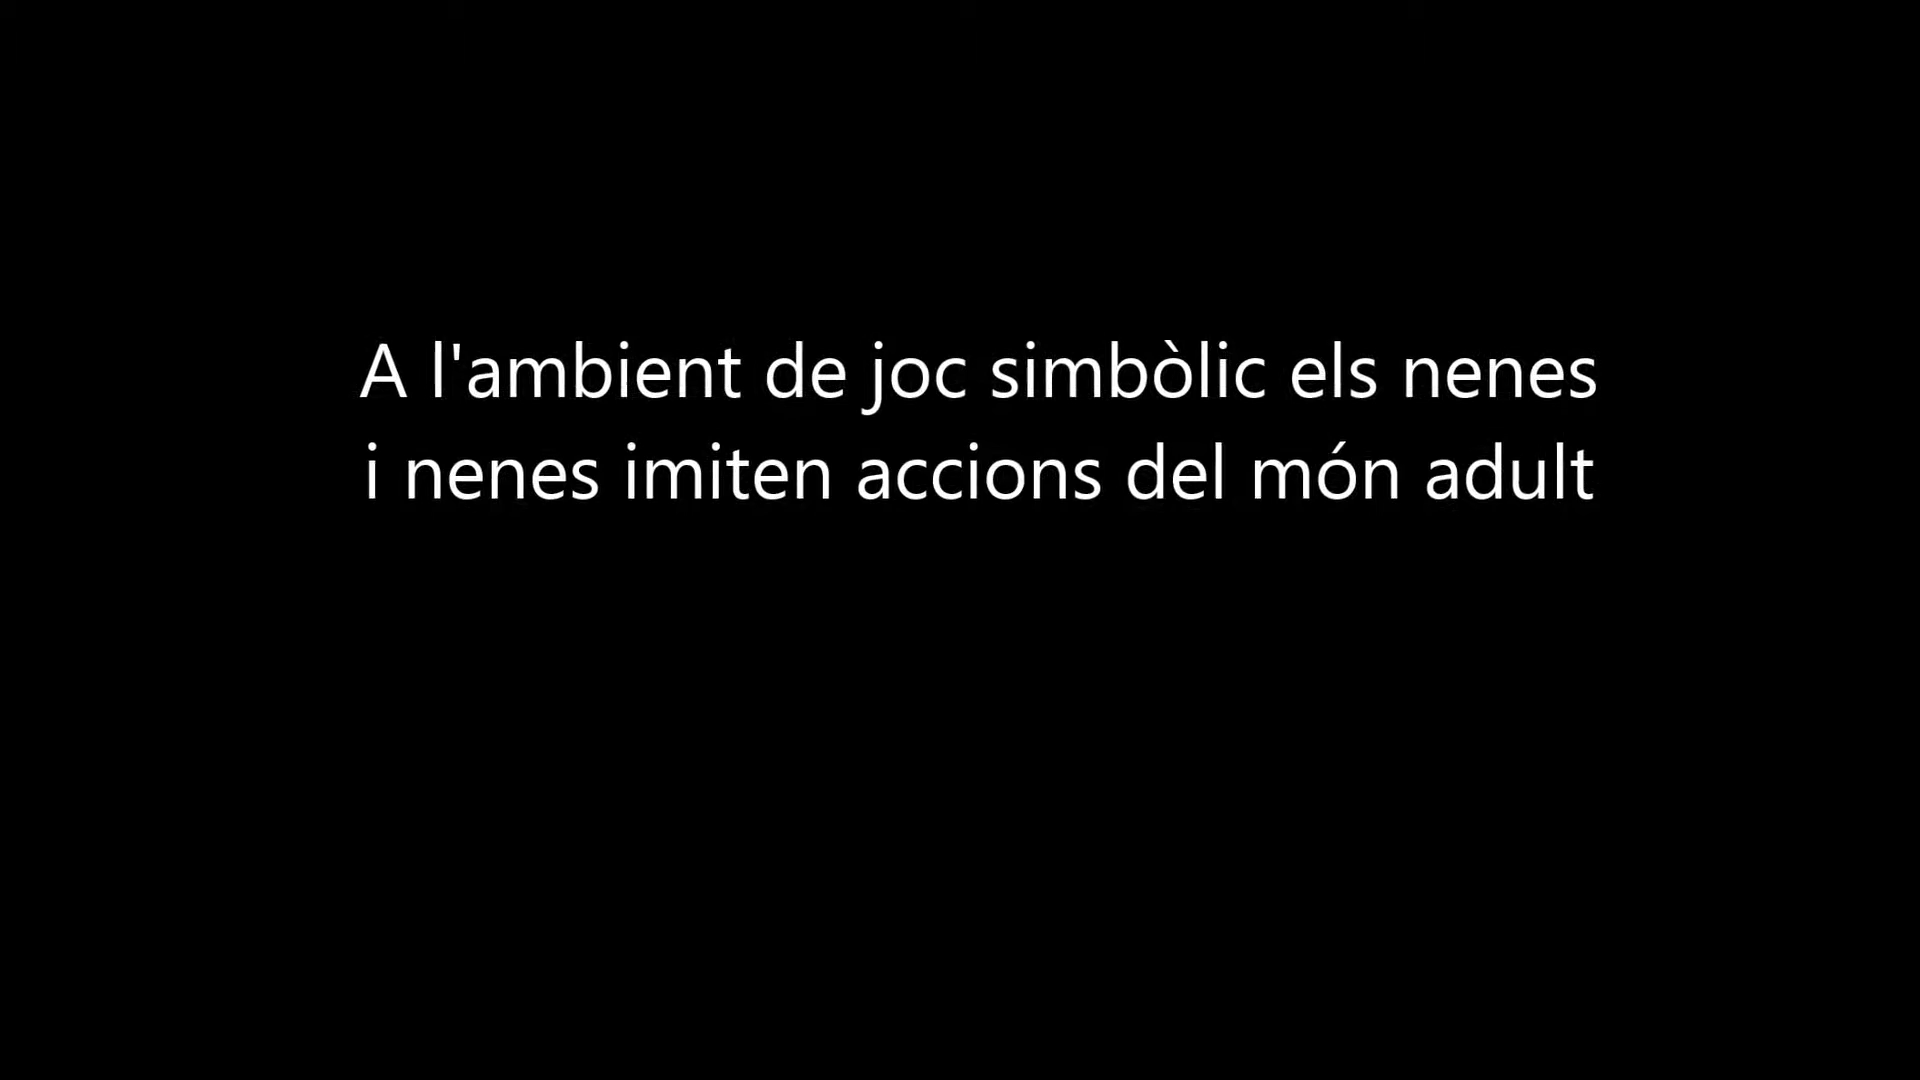 A l'ambient de joc simbòlic els nenes
i nenes imiten accions del món adult